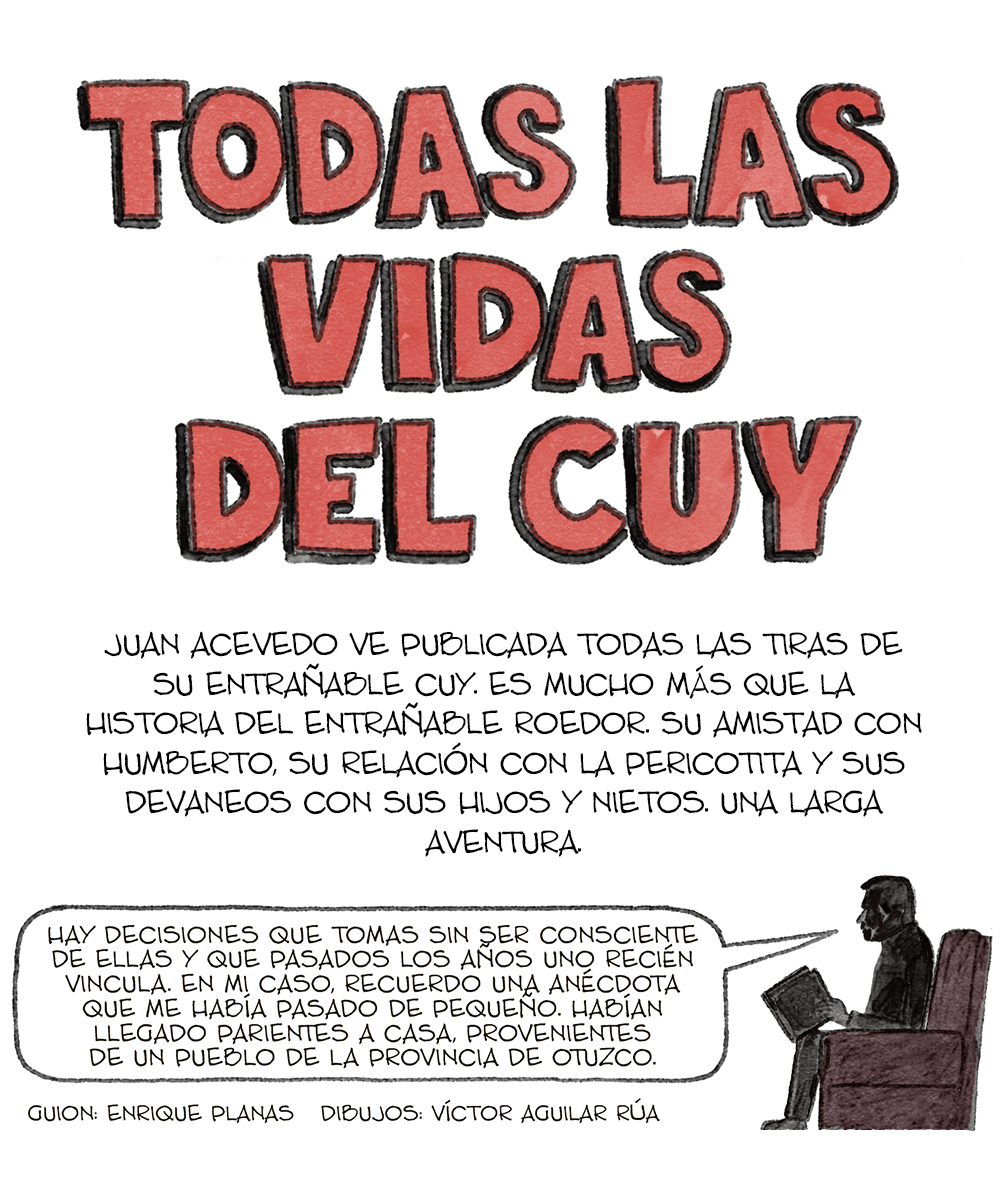 TODAS LAS
VIDAS
DEL CUY
JUAN ACEVEDO VE PUBLICADA TODAS LAS TIRAS DE
SU ENTRAÑABLE CUY. ES MUCHO MÁS QUE LA
HISTORIA DEL ENTRAÑABLE ROEDOR. SU AMISTAD CON
HUMBERTO, SU RELACIÓN CON LA PERICOTITA Y SUS
DEVANEOS CON SUS HIJOS Y NIETOS. UNA LARGA
AVENTURA.
HAY DECISIONES QUE TOMAS SIN SER CONSCIENTE
DE ELLAS Y QUE PASADOS LOS AÑOS UNO RECIÉN
VINCULA. EN MI CASO, RECUERDO UNA ANÉCDOTA
QUE ME HABÍA PASADO DE PEQUEÑO. HABÍAN
LLEGADO PARIENTES A CASA, PROVENIENTES
DE UN PUEBLO DE LA PROVINCIA DE OTUZCO.
GUION: ENRIQUE PLANAS DIBUJOS: VÍCTOR AGUILAR RÚA